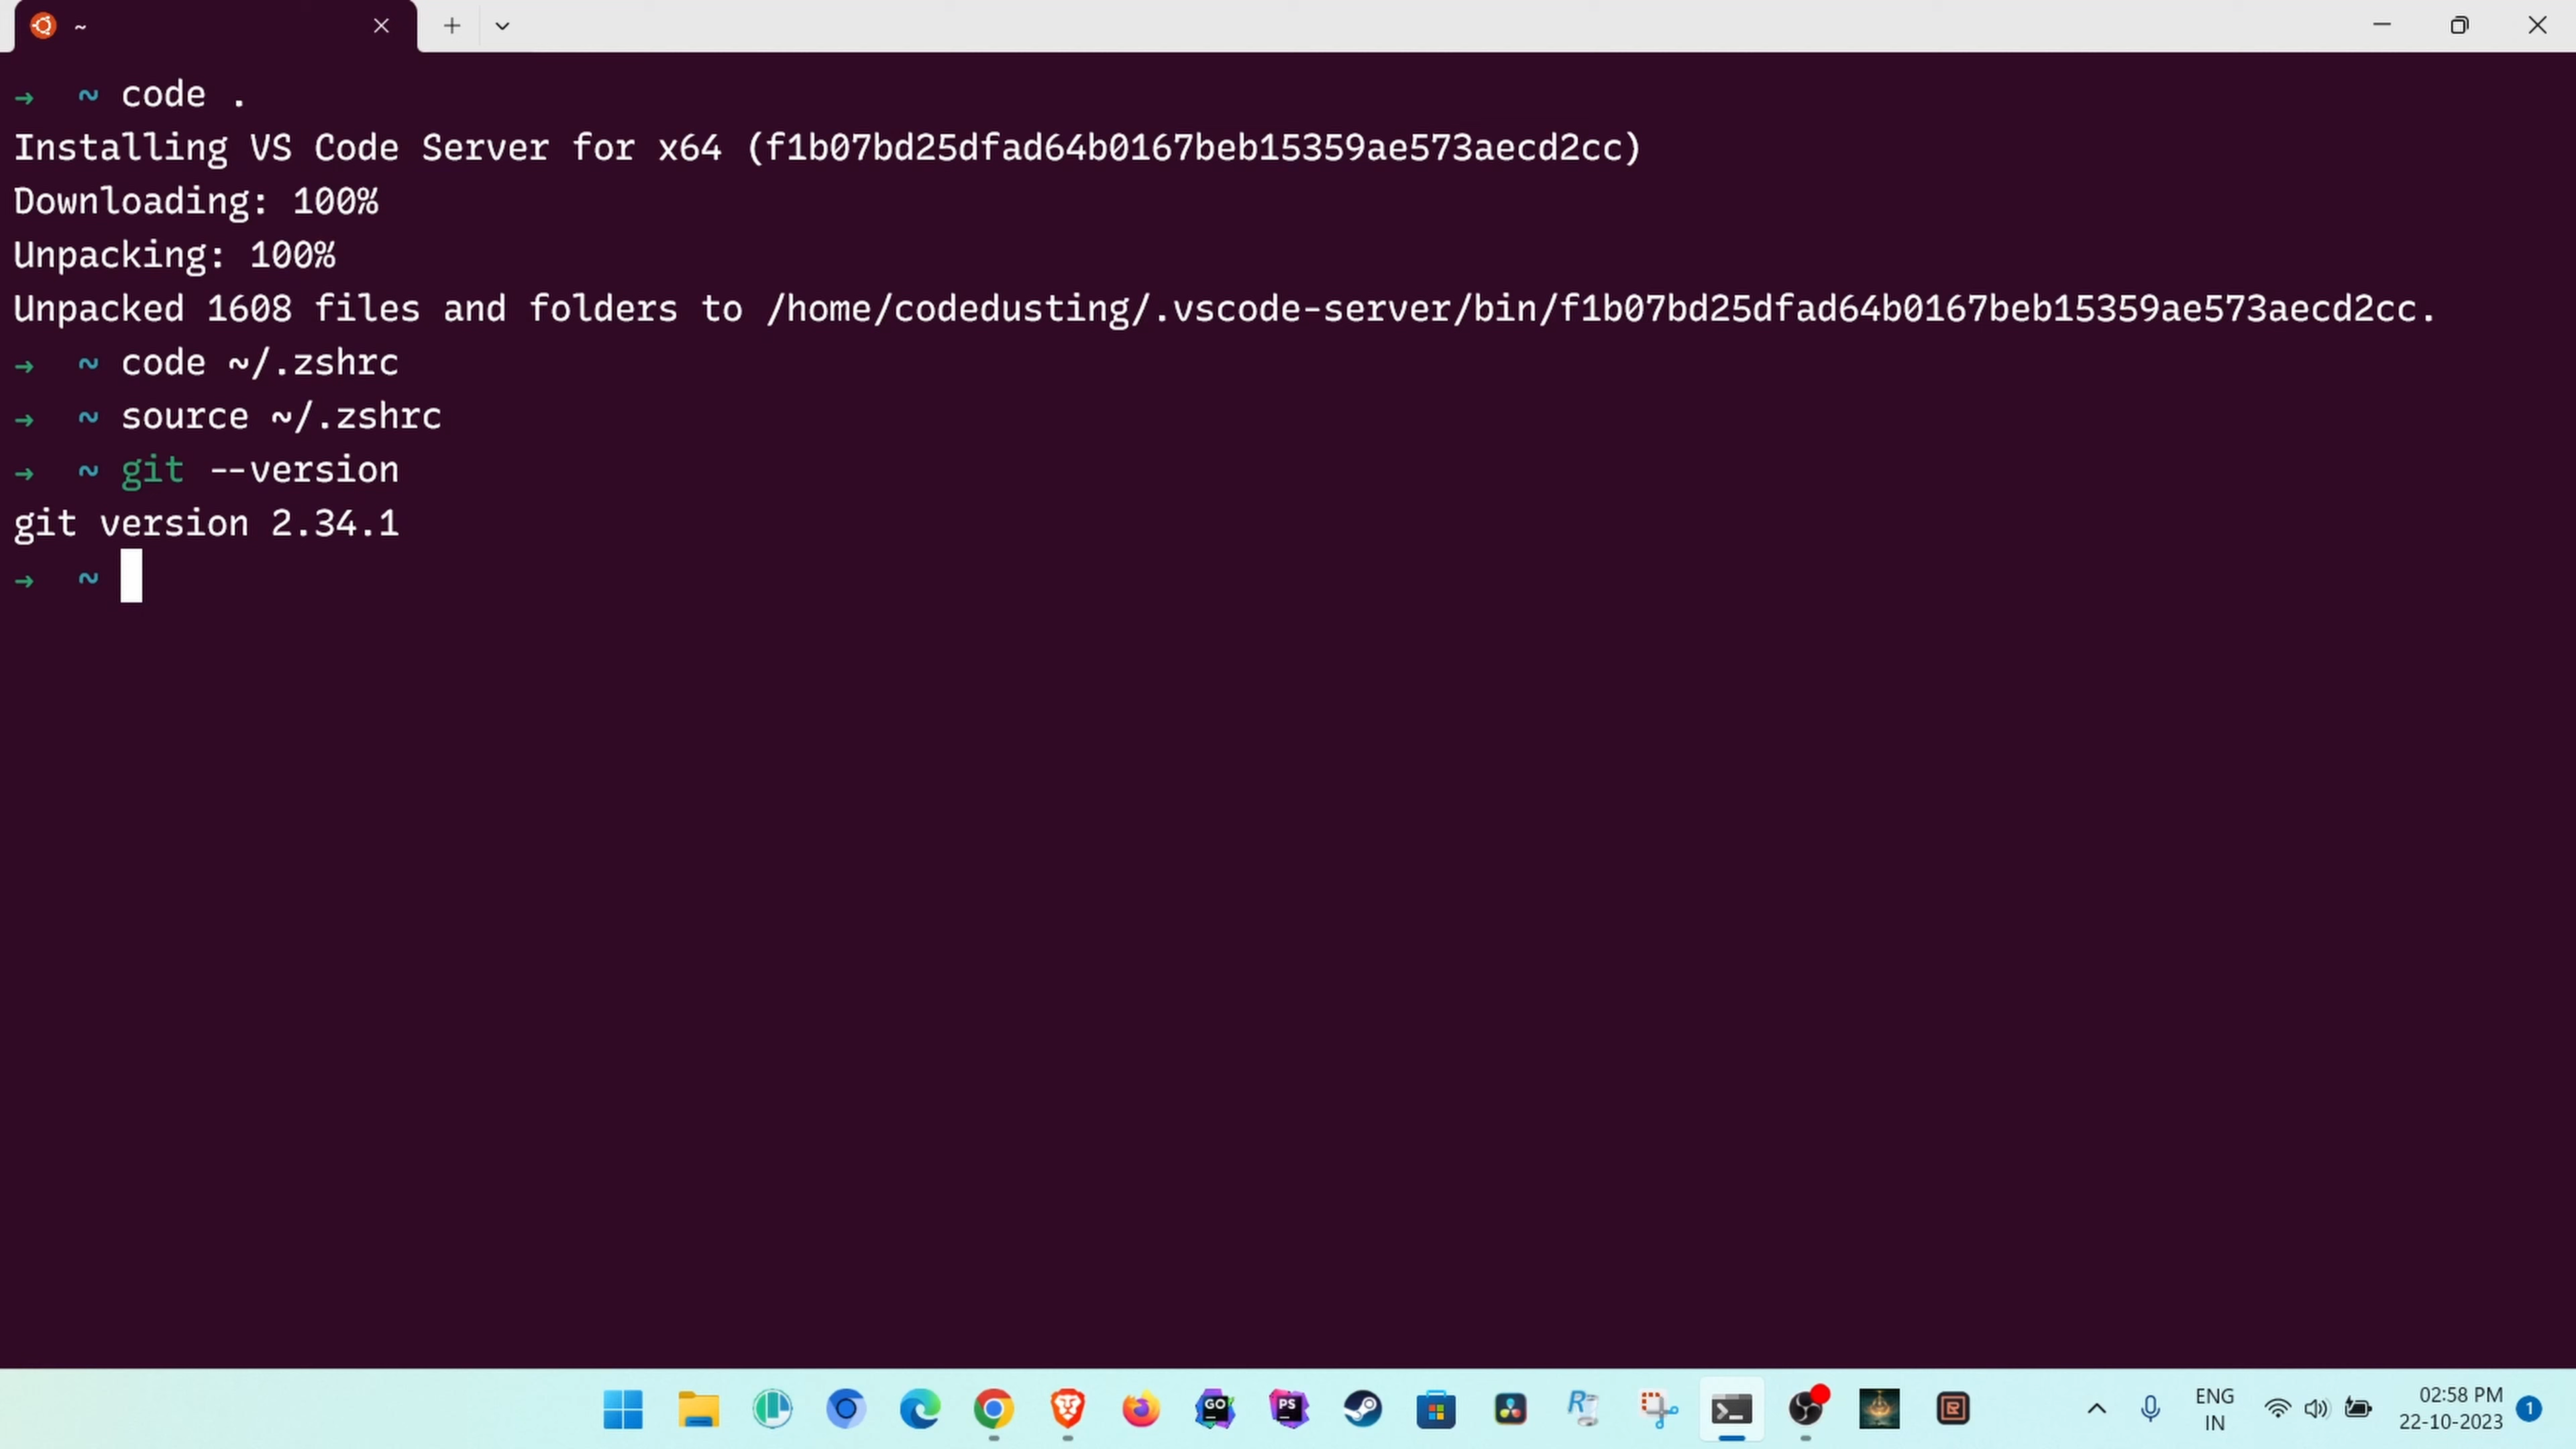 ~
→ ~ code .
Installing VS Code Server for x64 (f1b07bd25dfad64b0167beb15359ae573aecd2cc)
Downloading: 100%
Unpacking: 100%
Unpacked 1608 files and folders to /home/codedusting/.vscode-server/bin/f1b07bd25dfad64b0167beb15359ae573aecd2cc.
→ ~ code ~/.zshrc
→ ~ source ~/.zshrc
→ ~ git --version
git version 2.34.1
→ ~
GO
PS
R
ENG
IN
02:58 PM
22-10-2023
1